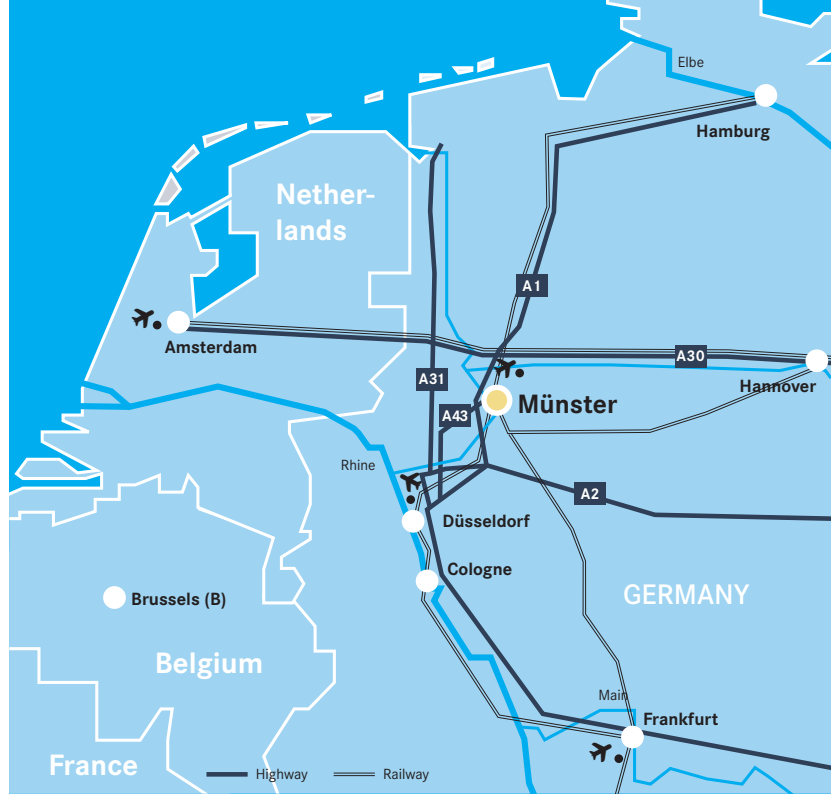 Elbe
Hamburg
Nether-
lands
A1
Amsterdam
A30
Hannover
A31
A43
Münster
Rhine
A2
Düsseldorf
Cologne
Brussels (B)
GERMANY
Belgium
Main
Frankfurt
France
Highway
Railway